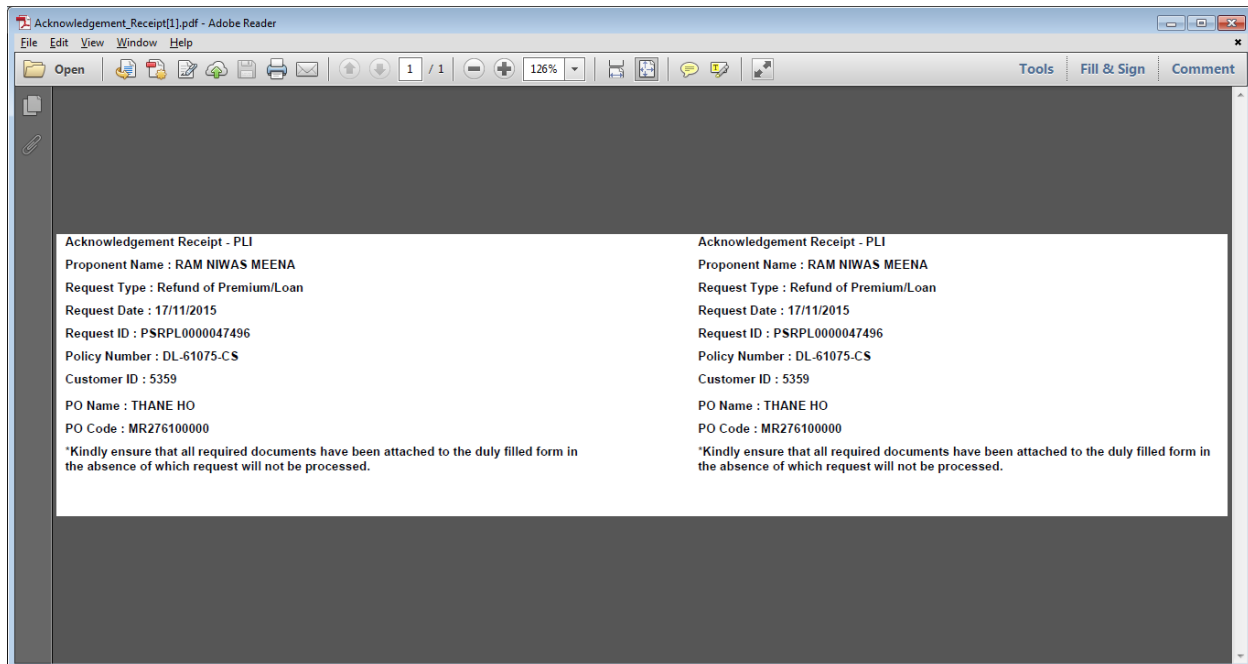 Acknowledgement_Receipt[1].pdf - Adobe Reader
File Edit View Window Help
Open 1 / 1 126% Tools Fill & Sign Comment
Acknowledgement Receipt - PLI
Proponent Name : RAM NIWAS MEENA
Request Type : Refund of Premium/Loan
Request Date : 17/11/2015
Request ID : PSRPL0000047496
Policy Number : DL-61075-CS
Customer ID : 5359
PO Name : THANE HO
PO Code : MR276100000
*Kindly ensure that all required documents have been attached to the duly filled form in
the absence of which request will not be processed.
Acknowledgement Receipt - PLI
Proponent Name : RAM NIWAS MEENA
Request Type : Refund of Premium/Loan
Request Date : 17/11/2015
Request ID : PSRPL0000047496
Policy Number : DL-61075-CS
Customer ID : 5359
PO Name : THANE HO
PO Code : MR276100000
*Kindly ensure that all required documents have been attached to the duly filled form in
the absence of which request will not be processed.